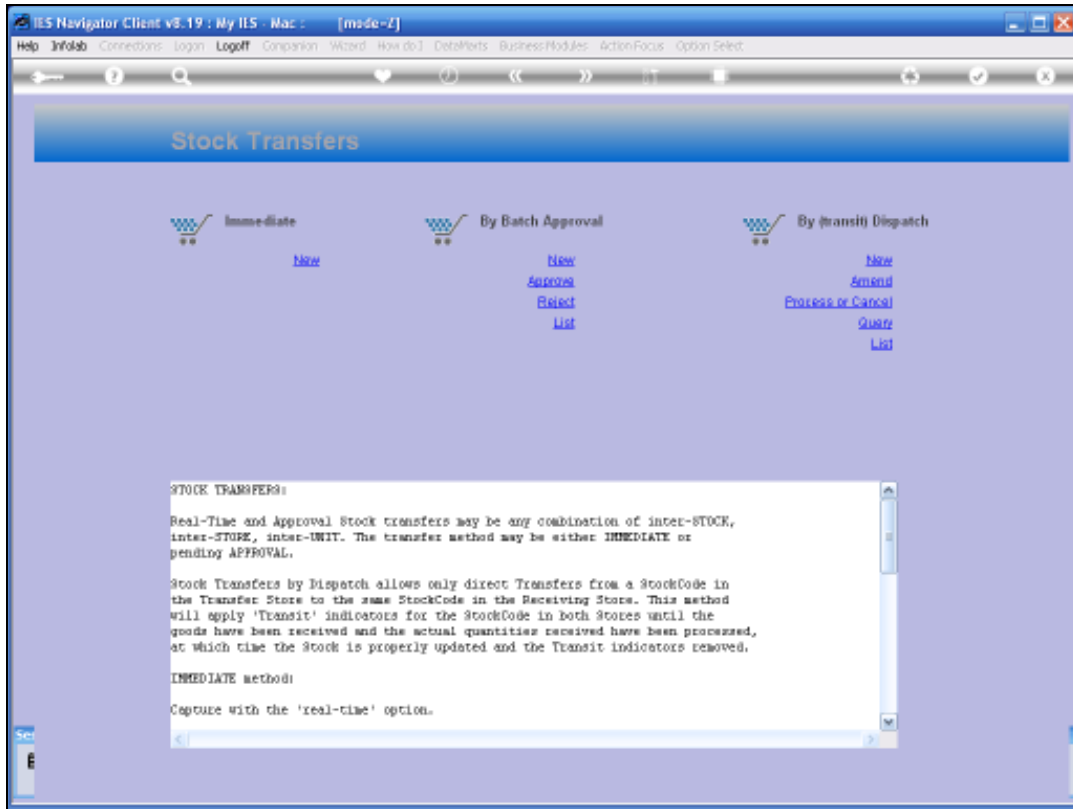 IES Navigator Client v8.19 : My IES - Mac : [mode=Z]
Help Infolab Connections Logon Logoff Companion Wizard How do I DataMarts Business Modules Action Focus Option Select
Stock Transfers
Immediate By Batch Approval By (transit) Dispatch
New New New
Approve Amend
Reject Process or Cancel
List Query
List
STOCK TRANSFERS:
Real-Time and Approval Stock transfers may be any combination of inter-STOCK,
inter-STORE, inter-UNIT. The transfer method may be either IMMEDIATE or
pending APPROVAL.
Stock Transfers by Dispatch allows only direct Transfers from a StockCode in
the Transfer Store to the same StockCode in the Receiving Store. This method
will apply 'Transit' indicators for the StockCode in both Stores until the
goods have been received and the actual quantities received have been processed,
at which time the Stock is properly updated and the Transit indicators removed.
IMMEDIATE method:
Capture with the 'real-time' option.
Se